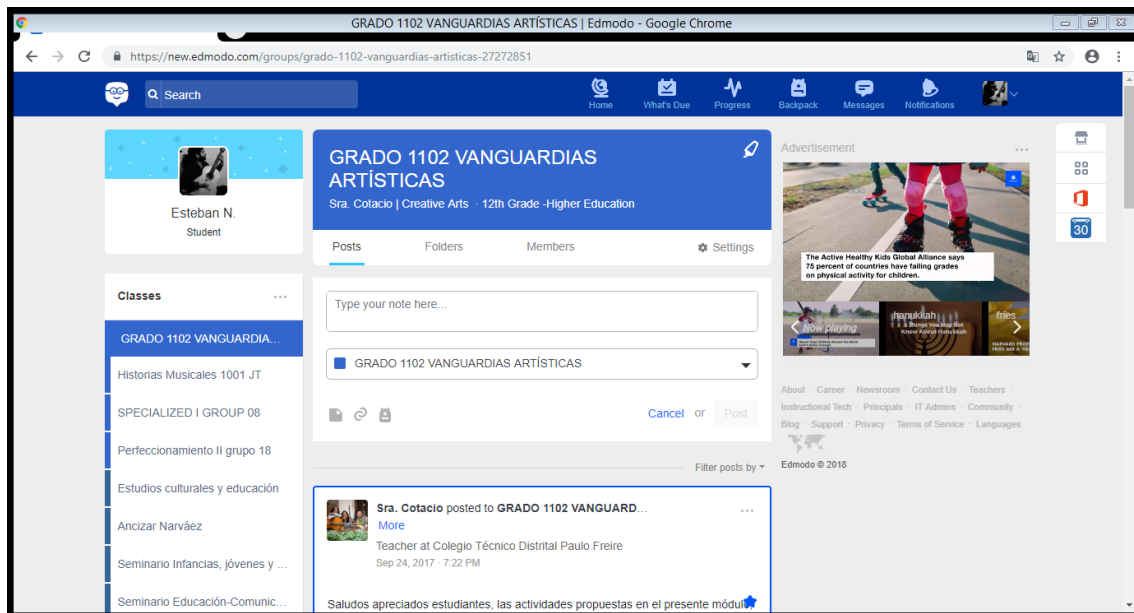 GRADO 1102 VANGUARDIAS ARTÍSTICAS | Edmodo - Google Chrome
https://new.edmodo.com/groups/grado-1102-vanguardias-artisticas-27272851
Search
Home
What's Due
Progress
Backpack
Messages
Notifications
Esteban N.
Student
Classes
GRADO 1102 VANGUARDIA...
Historias Musicales 1001 JT
SPECIALIZED I GROUP 08
Perfeccionamiento II grupo 18
Estudios culturales y educación
Ancizar Narváez
Seminario Infancias, jóvenes y ...
Seminario Educación-Comunic...
GRADO 1102 VANGUARDIAS
ARTÍSTICAS
Sra. Cotacio | Creative Arts · 12th Grade -Higher Education
Posts
Folders
Members
Settings
Type your note here...
GRADO 1102 VANGUARDIAS ARTÍSTICAS
Cancel or Post
Filter posts by
Sra. Cotacio posted to GRADO 1102 VANGUARD...
More
Teacher at Colegio Técnico Distrital Paulo Freire
Sep 24, 2017 · 7:22 PM
Saludos apreciados estudiantes, las actividades propuestas en el presente módulo
Advertisement
The Active Healthy Kids Global Alliance says
75 percent of countries have failing grades
on physical activity for children.
Now playing
hanukkah
8 Things You May Not
Know About Hanukkah
fries
About · Career · Newsroom · Contact Us · Teachers ·
Instructional Tech · Principals · IT Admins · Community ·
Blog · Support · Privacy · Terms of Service · Languages
Edmodo © 2018
30